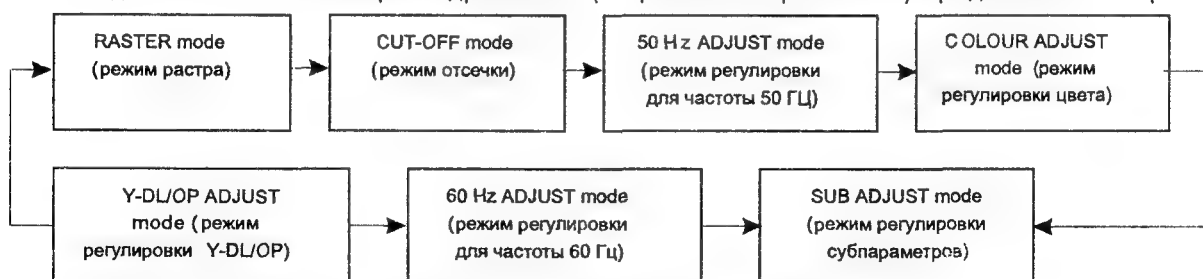 RASTER mode
(режим растра)
CUT-OFF mode
(режим отсечки)
50 Hz ADJUST mode
(режим регулировки
для частоты 50 ГЦ)
COLOUR ADJUST
mode (режим
регулировки цвета)
Y-DL/OP ADJUST
mode (режим
регулировки Y-DL/OP)
60 Hz ADJUST mode
(режим регулировки
для частоты 60 Гц)
SUB ADJUST mode
(режим регулировки
субпараметров)